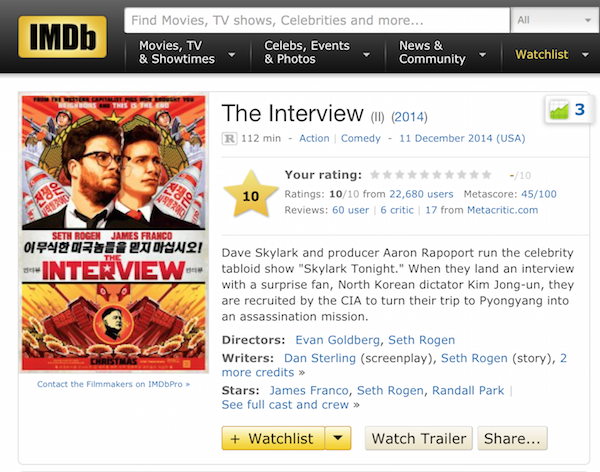 IMDb
Find Movies, TV shows, Celebrities and more...
All
Movies, TV
& Showtimes
Celebs, Events
& Photos
News &
Community
Watchlist
FROM THE WESTERN CAPITALIST PIGS WHO BROUGHT YOU
NEIGHBORS AND THIS IS THE END
전쟁은
SETH ROGEN JAMES FRANCO
이 무식한 미국놈들을 믿지 마십시오!
THE
INTERVIEW
CHRISTMAS
Contact the Filmmakers on IMDbPro »
The Interview (II) (2014)
3
R 112 min - Action | Comedy - 11 December 2014 (USA)
10
Your rating: -/10
Ratings: 10/10 from 22,680 users Metascore: 45/100
Reviews: 60 user | 6 critic | 17 from Metacritic.com
Dave Skylark and producer Aaron Rapoport run the celebrity
tabloid show "Skylark Tonight." When they land an interview
with a surprise fan, North Korean dictator Kim Jong-un, they
are recruited by the CIA to turn their trip to Pyongyang into
an assassination mission.
Directors: Evan Goldberg, Seth Rogen
Writers: Dan Sterling (screenplay), Seth Rogen (story), 2
more credits »
Stars: James Franco, Seth Rogen, Randall Park |
See full cast and crew »
+ Watchlist
Watch Trailer
Share...